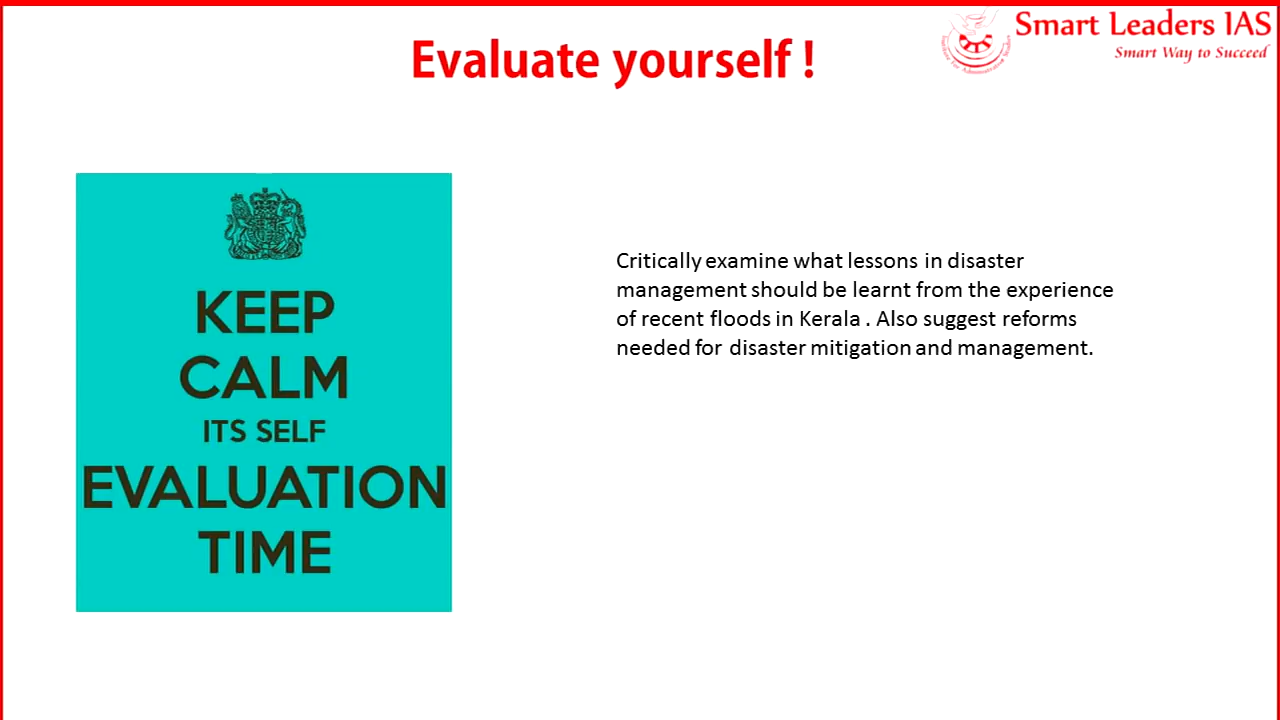 Evaluate yourself !
Smart Leaders IAS
Smart Way to Succeed
KEEP
CALM
ITS SELF
EVALUATION
TIME
Critically examine what lessons in disaster
management should be learnt from the experience
of recent floods in Kerala . Also suggest reforms
needed for disaster mitigation and management.